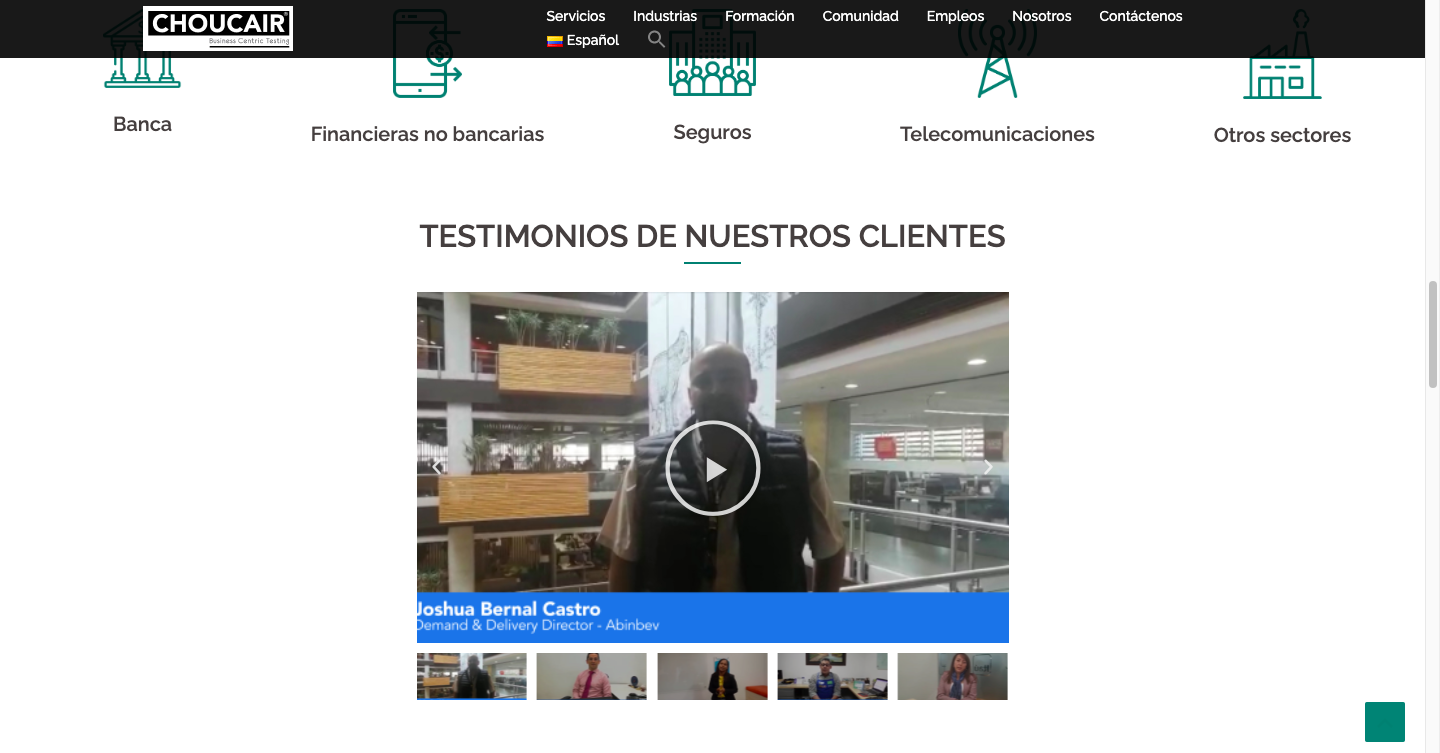 CHOUCAIR
Business Centric Testing
Servicios Industrias Formación Comunidad Empleos Nosotros Contáctenos
Español
Banca
Financieras no bancarias
Seguros
Telecomunicaciones
Otros sectores
TESTIMONIOS DE NUESTROS CLIENTES
Joshua Bernal Castro
Demand & Delivery Director - Abinbev